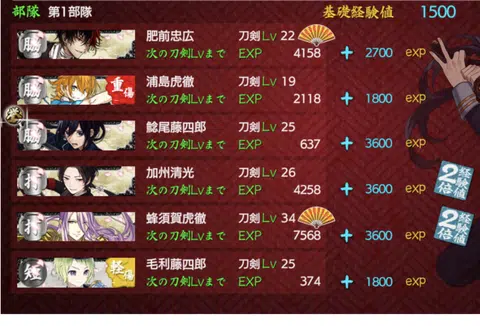 部隊 第1部隊 基礎経験値 1500
脇 肥前忠広 刀剣Lv 22
次の刀剣Lvまで EXP 4158 + 2700 exp
脇 重傷 浦島虎徹 刀剣Lv 19
次の刀剣Lvまで EXP 2118 + 1800 exp
誉
脇 鯰尾藤四郎 刀剣Lv 25
次の刀剣Lvまで EXP 637 + 3600 exp
打 加州清光 刀剣Lv 26
次の刀剣Lvまで EXP 4258 + 3600 exp
経験値2倍
打 蜂須賀虎徹 刀剣Lv 34
次の刀剣Lvまで EXP 7568 + 3600 exp
経験値2倍
短 軽傷 毛利藤四郎 刀剣Lv 25
次の刀剣Lvまで EXP 374 + 1800 exp